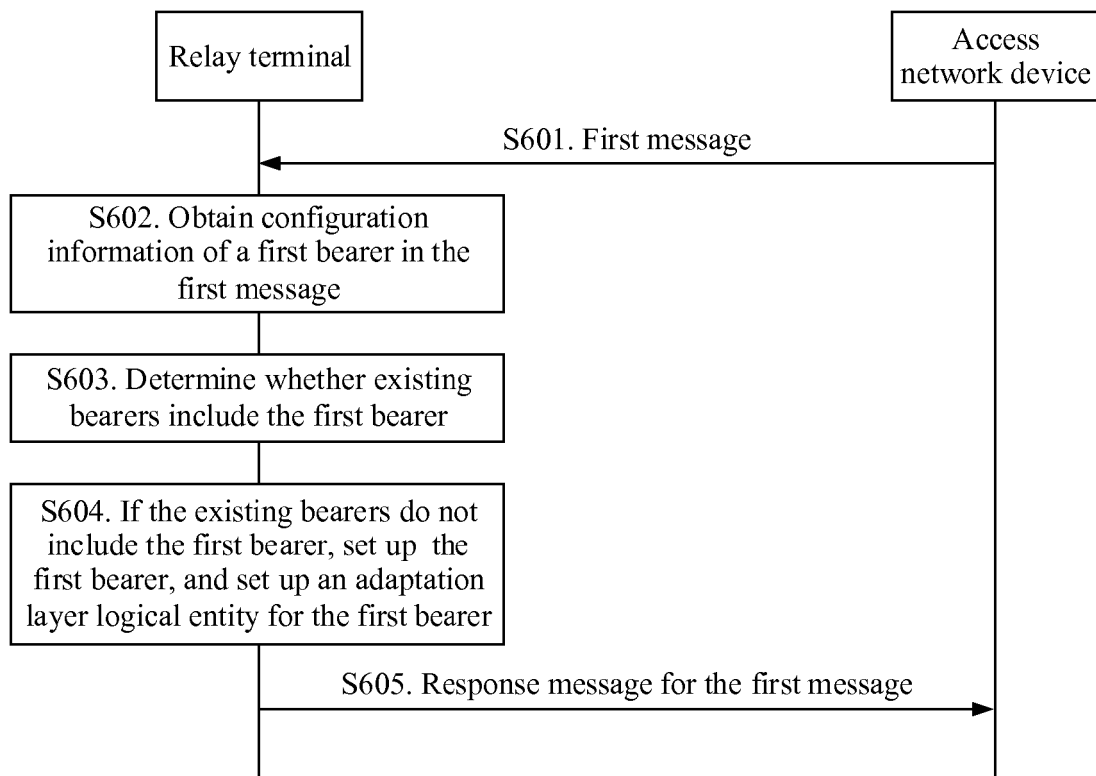 Relay terminal
Access
network device
S601. First message
S602. Obtain configuration
information of a first bearer in the
first message
S603. Determine whether existing
bearers include the first bearer
S604. If the existing bearers do not
include the first bearer, set up the
first bearer, and set up an adaptation
layer logical entity for the first bearer
S605. Response message for the first message